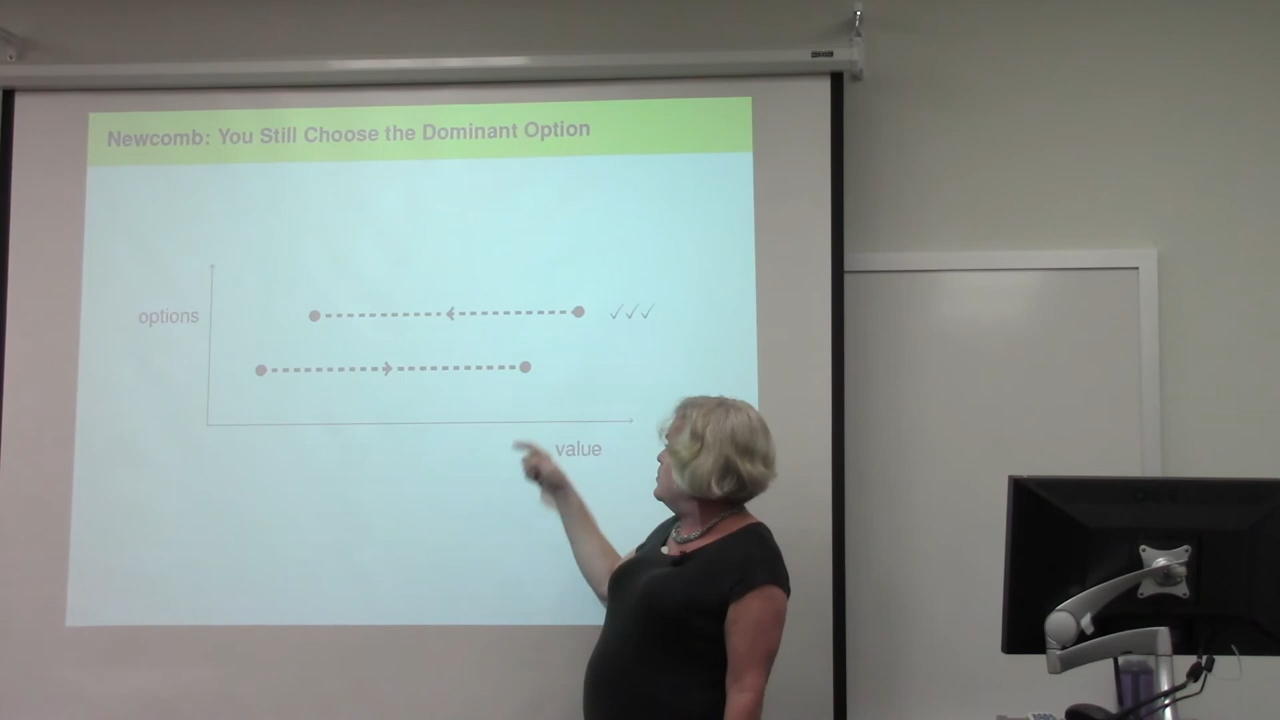 Newcomb: You Still Choose the Dominant Option
options
✓✓✓
value